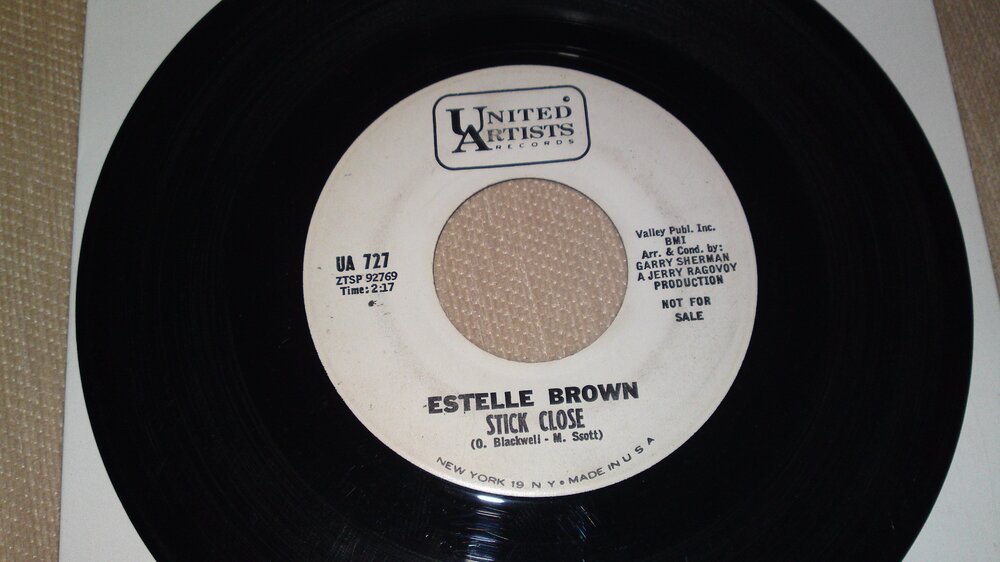 UNITED
ARTISTS
RECORDS
UA 727
ZTSP 92769
Time: 2:17
Valley Publ. Inc.
BMI
Arr. & Cond. by:
GARRY SHERMAN
A JERRY RAGOVOY
PRODUCTION
NOT FOR
SALE
ESTELLE BROWN
STICK CLOSE
(O. Blackwell - M. Ssott)
NEW YORK 19 N Y • MADE IN U S A